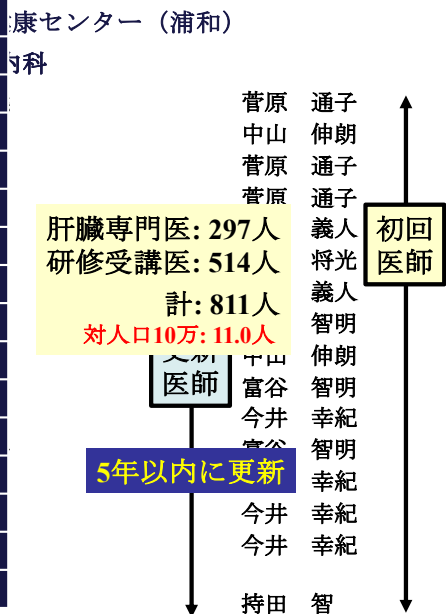 康センター（浦和）
内科
菅原 通子
中山 伸朗
菅原 通子
菅原 通子
義人
将光
義人
智明
中山 伸朗
富谷 智明
今井 幸紀
富谷 智明
幸紀
今井 幸紀
今井 幸紀
持田 智
初回
医師
肝臓専門医: 297人
研修受講医: 514人
計: 811人
対人口10万: 11.0人
更新
医師
5年以内に更新